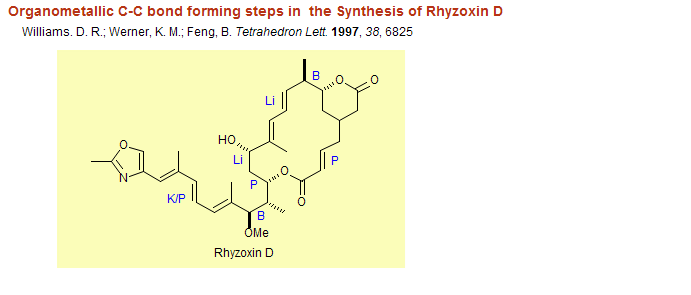 Organometallic C-C bond forming steps in the Synthesis of Rhyzoxin D
Williams. D. R.; Werner, K. M.; Feng, B. Tetrahedron Lett. 1997, 38, 6825
B
O
O
Li
HO
O
Li
P
O
N
P
K/P
O
B
OMe
Rhyzoxin D